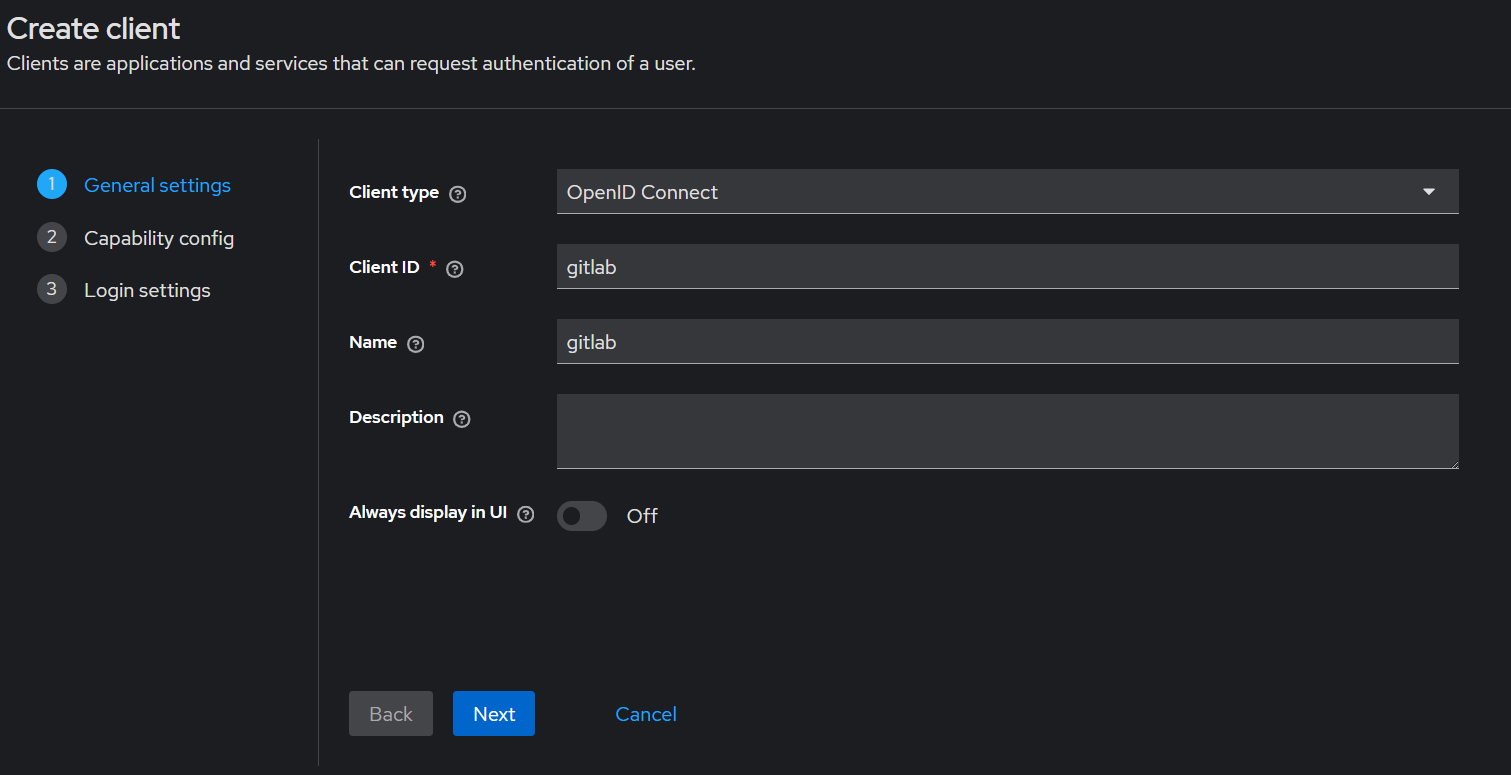 Create client
Clients are applications and services that can request authentication of a user.
1 General settings
2 Capability config
3 Login settings
Client type ?
OpenID Connect
Client ID * ?
gitlab
Name ?
gitlab
Description ?
Always display in UI ?
Off
Back
Next
Cancel